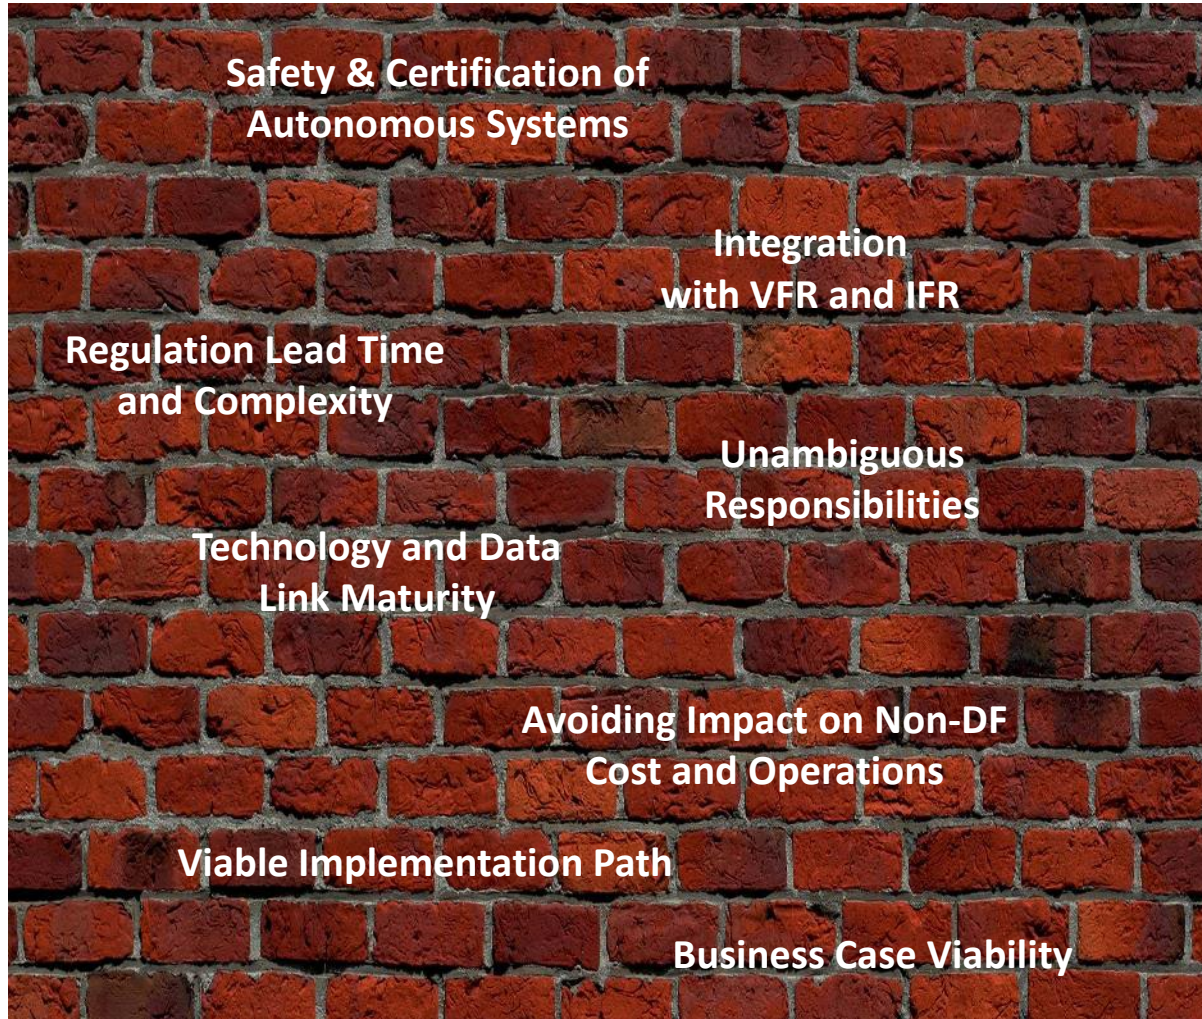 Safety & Certification of
Autonomous Systems
Integration
with VFR and IFR
Regulation Lead Time
and Complexity
Unambiguous
Responsibilities
Technology and Data
Link Maturity
Avoiding Impact on Non-DF
Cost and Operations
Viable Implementation Path
Business Case Viability